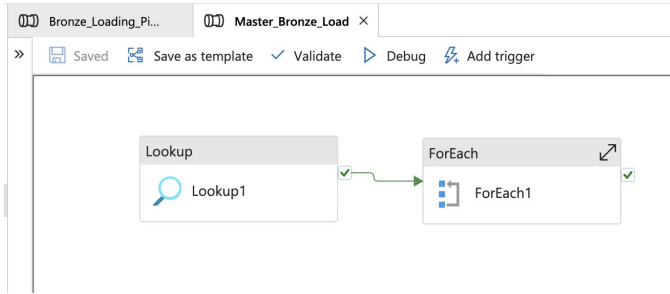 Bronze_Loading_Pi... Master_Bronze_Load
Saved Save as template Validate Debug Add trigger
Lookup
Lookup1
ForEach
ForEach1